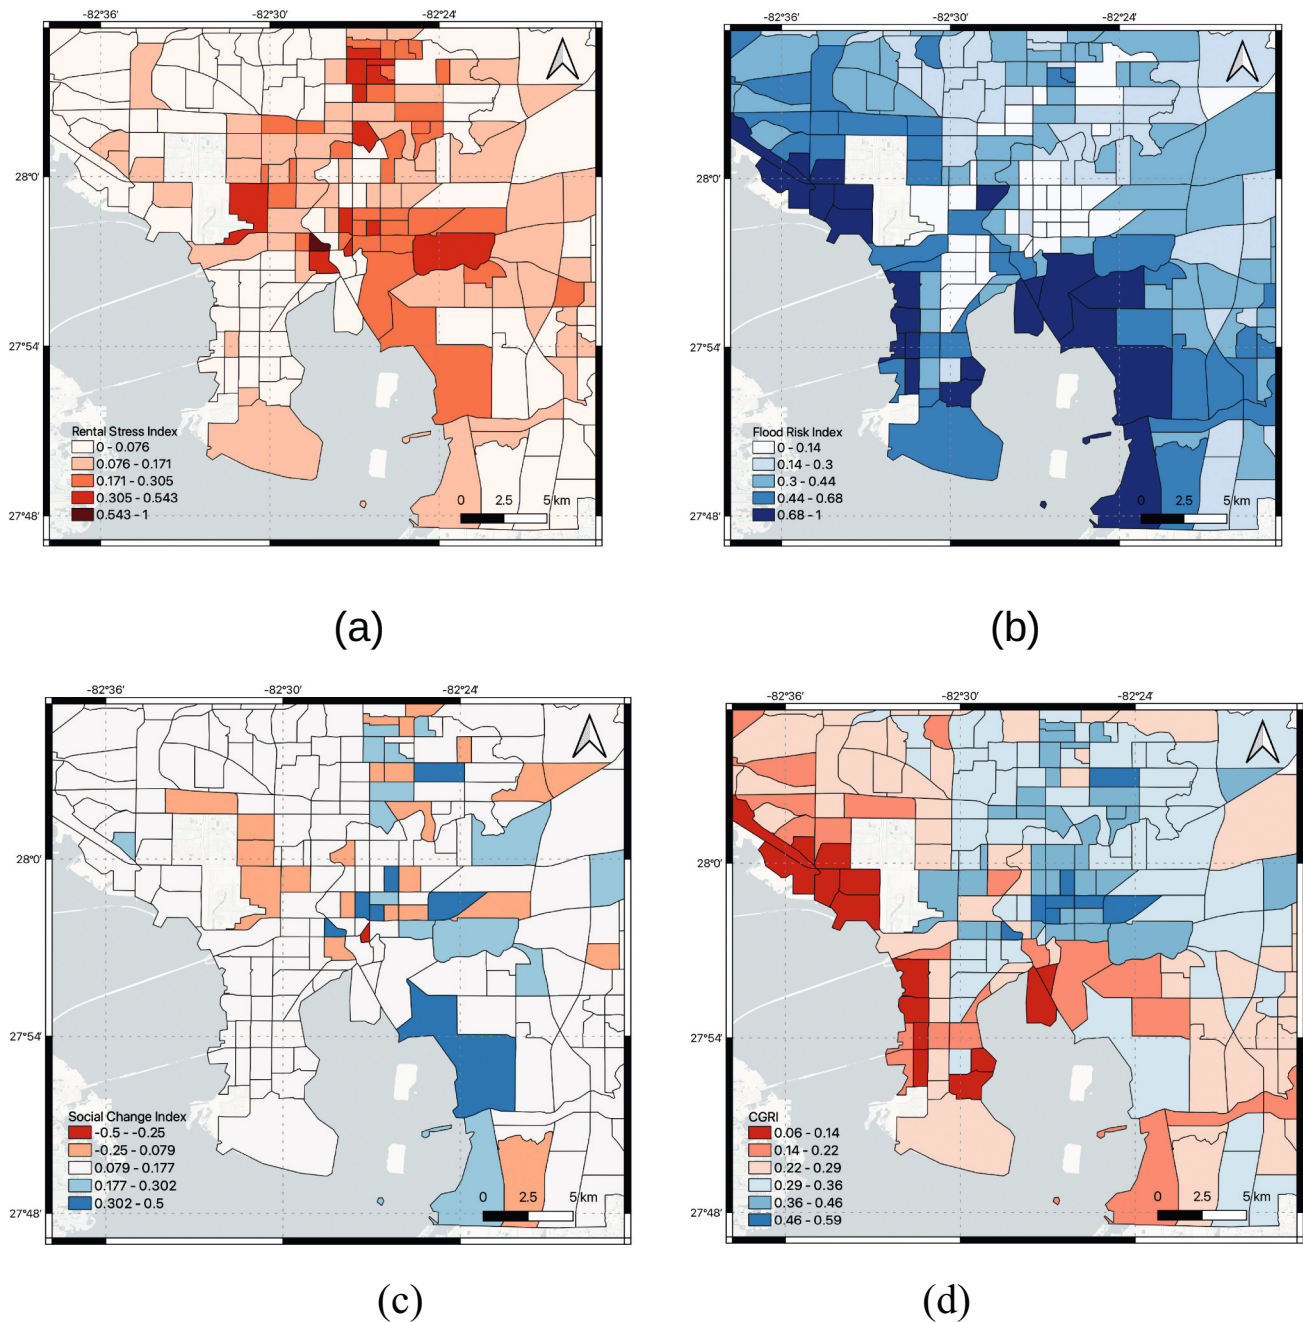 -82°36′ -82°30′ -82°24′
28°0′
27°54′
27°48′
Rental Stress Index
0 - 0.076
0.076 - 0.171
0.171 - 0.305
0.305 - 0.543
0.543 - 1
0 2.5 5 km
(a)
-82°36′ -82°30′ -82°24′
28°0′
27°54′
27°48′
Flood Risk Index
0 - 0.14
0.14 - 0.3
0.3 - 0.44
0.44 - 0.68
0.68 - 1
0 2.5 5 km
(b)
-82°36′ -82°30′ -82°24′
28°0′
27°54′
27°48′
Social Change Index
-0.5 - -0.25
-0.25 - 0.079
0.079 - 0.177
0.177 - 0.302
0.302 - 0.5
0 2.5 5 km
(c)
-82°36′ -82°30′ -82°24′
28°0′
27°54′
27°48′
CGRI
0.06 - 0.14
0.14 - 0.22
0.22 - 0.29
0.29 - 0.36
0.36 - 0.46
0.46 - 0.59
0 2.5 5 km
(d)